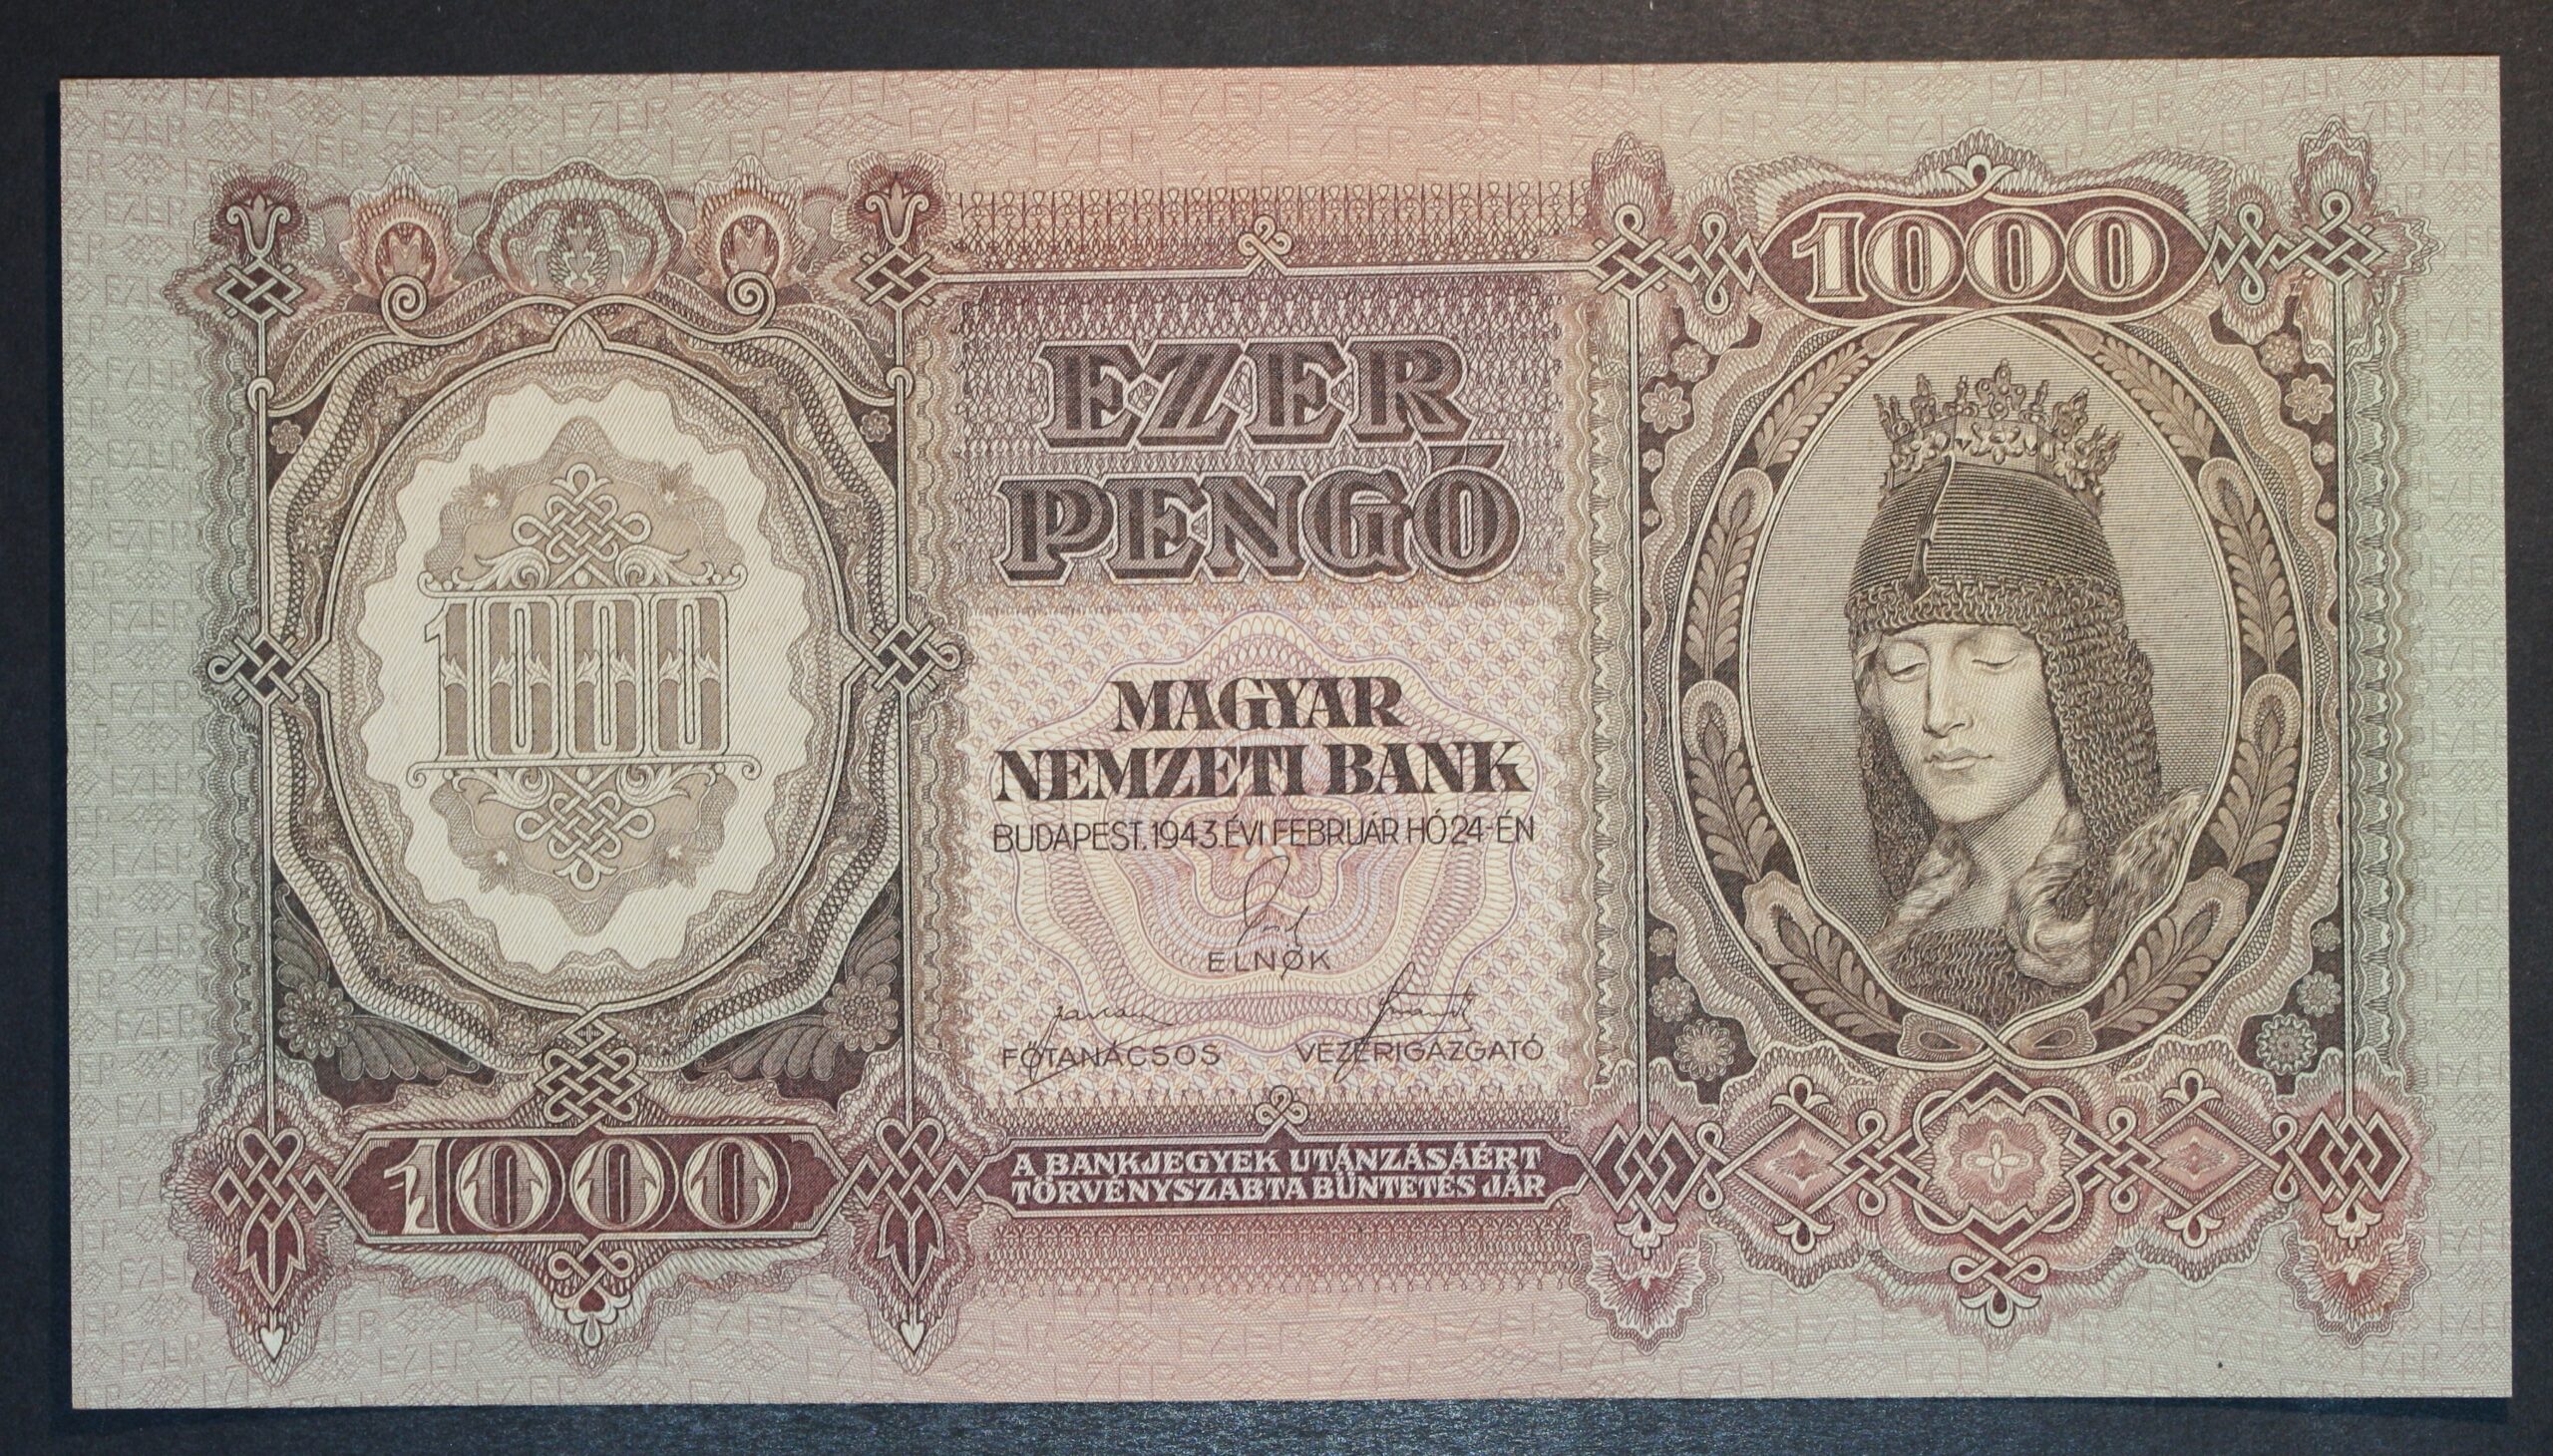 1000
EZER
PENGŐ
MAGYAR
NEMZETI BANK
BUDAPEST. 1943. ÉVI FEBRUÁR HÓ 24-ÉN
ELNÖK
FŐTANÁCSOS VEZÉRIGAZGATÓ
A BANKJEGYEK UTÁNZÁSÁÉRT
TÖRVÉNYSZABTA BÜNTETÉS JÁR
1000
1000